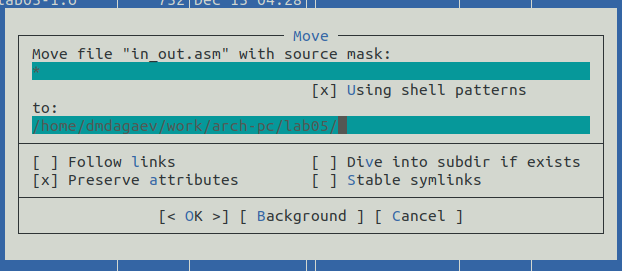 lab05-1.o 752 Dec 13 04:28
Move
Move file "in_out.asm" with source mask:
*
[x] Using shell patterns
to:
/home/dmdagaev/work/arch-pc/lab05/
[ ] Follow links [ ] Dive into subdir if exists
[x] Preserve attributes [ ] Stable symlinks
[< OK >] [ Background ] [ Cancel ]